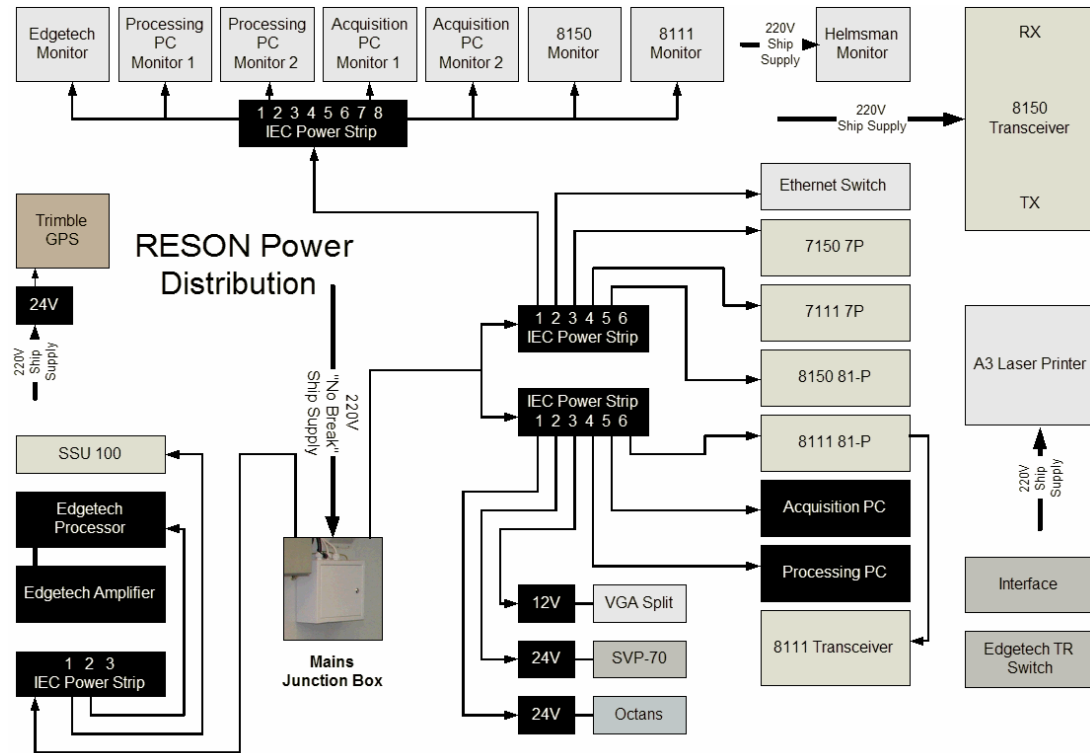 Edgetech
Monitor
Processing
PC
Monitor 1
Processing
PC
Monitor 2
Acquisition
PC
Monitor 1
Acquisition
PC
Monitor 2
8150
Monitor
8111
Monitor
220V
Ship
Supply
Helmsman
Monitor
RX
8150
Transceiver
TX
1 2 3 4 5 6 7 8
IEC Power Strip
220V
Ship Supply
Ethernet Switch
Trimble
GPS
24V
220V
Ship
Supply
RESON Power
Distribution
7150 7P
7111 7P
1 2 3 4 5 6
IEC Power Strip
8150 81-P
A3 Laser Printer
220V
"No Break"
Ship Supply
IEC Power Strip
1 2 3 4 5 6
8111 81-P
220V
Ship
Supply
SSU 100
Edgetech
Processor
Edgetech Amplifier
Acquisition PC
Processing PC
12V
VGA Split
Interface
24V
SVP-70
8111 Transceiver
Edgetech TR
Switch
1 2 3
IEC Power Strip
Mains
Junction Box
24V
Octans